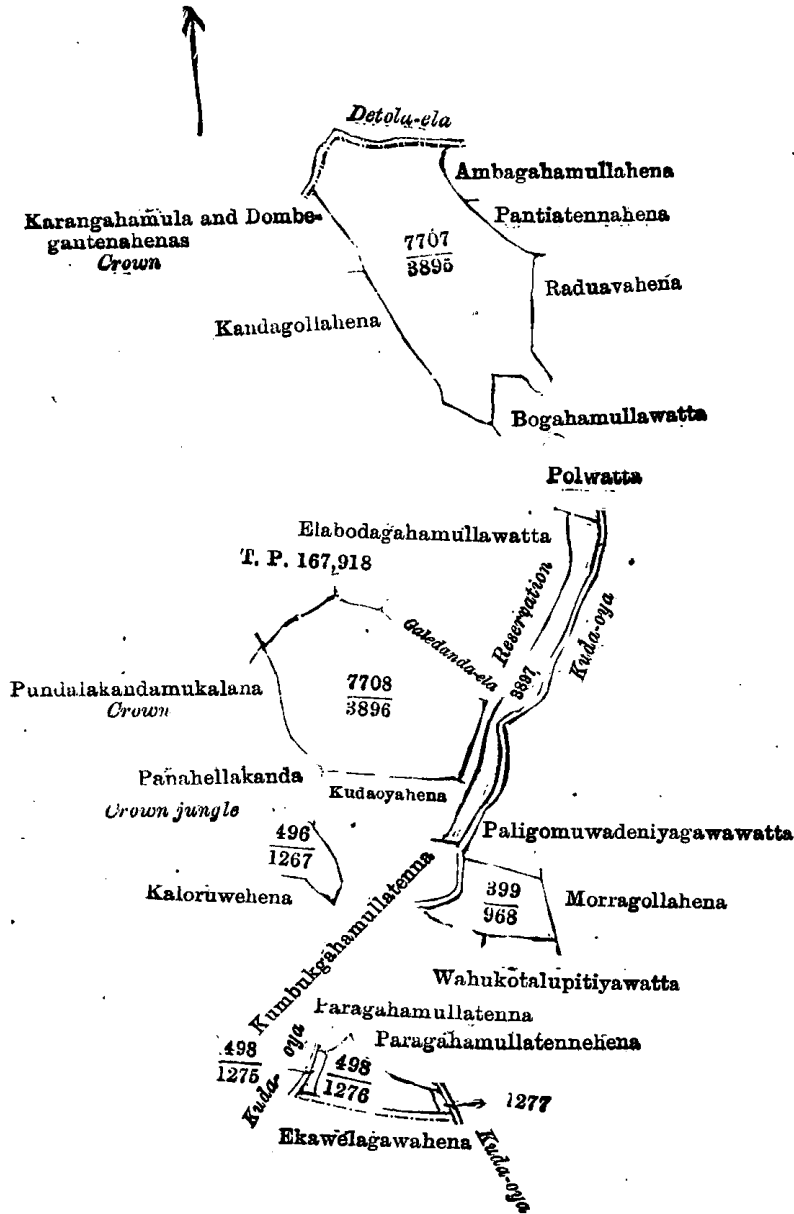 Detolu-ela
Ambagahamullahena
Karangahamula and Dombe-
gantenahenas
Crown
Pantiatennahena
7707
3895
Raduavahena
Kandagollahena
Bogahamullawatta
Polwatta
Elabodagahamullawatta
T. P. 167,918
Reservation
Kuda-oya
Galedanda-ela
3897
Pundalakandamukalana
Crown
7708
3896
Panahellakanda
Kudaoyahena
Crown jungle
496
1267
Paligomuwadeniyagawawatta
Kaloruwehena
399
968
Morragollahena
Kumbukgahamullatenna
Wahukotalupitiyawatta
Paragahamullatenna
Paragahamullatennehena
498
1275
Kuda-oya
498
1276
1277
Ekawelagawahena
Kuda-oya